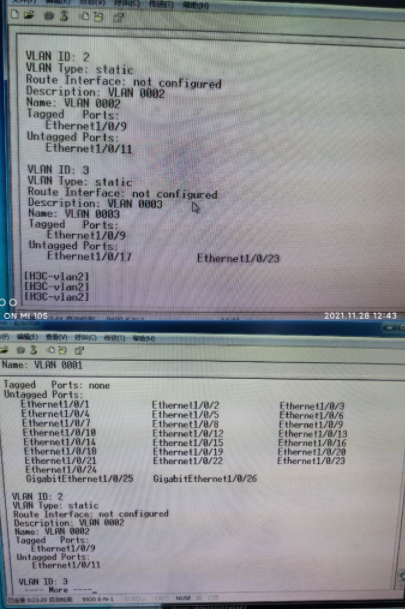 VLAN ID: 2
VLAN Type: static
Route Interface: not configured
Description: VLAN 0002
Name: VLAN 0002
Tagged Ports:
Ethernet1/0/9
Untagged Ports:
Ethernet1/0/11
VLAN ID: 3
VLAN Type: static
Route Interface: not configured
Description: VLAN 0003
Name: VLAN 0003
Tagged Ports:
Ethernet1/0/9
Untagged Ports:
Ethernet1/0/17 Ethernet1/0/23
[H3C-vlan2]
[H3C-vlan2]
[H3C-vlan2]
ON MI 10S 2021.11.28 12:43
Name: VLAN 0001
Tagged Ports: none
Untagged Ports:
Ethernet1/0/1 Ethernet1/0/2 Ethernet1/0/3
Ethernet1/0/4 Ethernet1/0/5 Ethernet1/0/6
Ethernet1/0/7 Ethernet1/0/8 Ethernet1/0/9
Ethernet1/0/10 Ethernet1/0/12 Ethernet1/0/13
Ethernet1/0/14 Ethernet1/0/15 Ethernet1/0/16
Ethernet1/0/18 Ethernet1/0/19 Ethernet1/0/20
Ethernet1/0/21 Ethernet1/0/22 Ethernet1/0/23
Ethernet1/0/24
GigabitEthernet1/0/25 GigabitEthernet1/0/26
VLAN ID: 2
VLAN Type: static
Route Interface: not configured
Description: VLAN 0002
Name: VLAN 0002
Tagged Ports:
Ethernet1/0/9
Untagged Ports:
Ethernet1/0/11
VLAN ID: 3
---- More ----
NUM